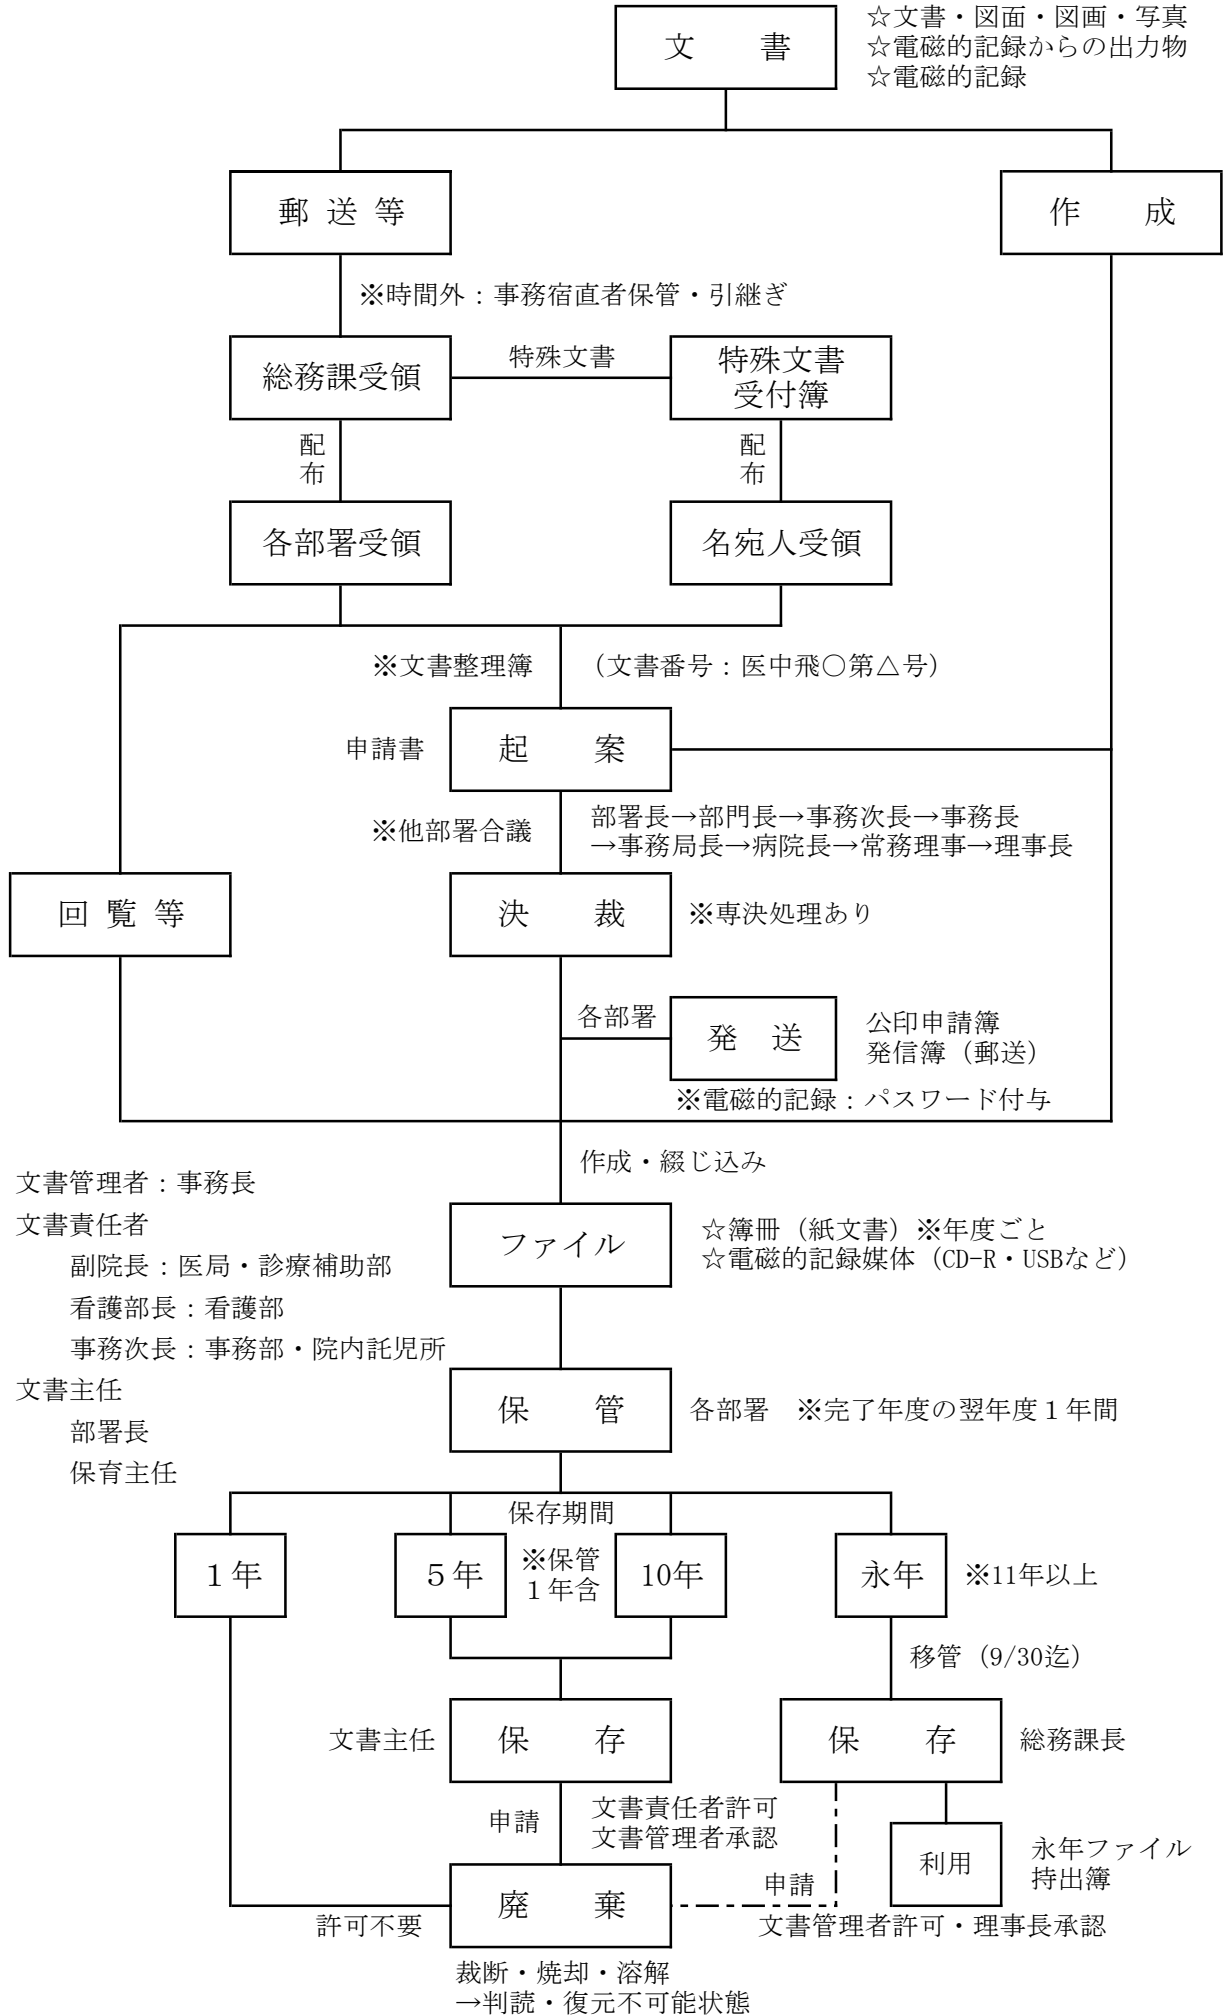 文　　書
☆文書・図面・図画・写真
☆電磁的記録からの出力物
☆電磁的記録
郵 送 等
作　　成
※時間外：事務宿直者保管・引継ぎ
総務課受領
特殊文書
特殊文書
受付簿
配
布
配
布
各部署受領
名宛人受領
※文書整理簿
（文書番号：医中飛○第△号）
申請書
起　　案
※他部署合議
部署長→部門長→事務次長→事務長
→事務局長→病院長→常務理事→理事長
回 覧 等
決　　裁
※専決処理あり
各部署
発　送
公印申請簿
発信簿（郵送）
※電磁的記録：パスワード付与
作成・綴じ込み
文書管理者：事務長
文書責任者
副院長：医局・診療補助部
看護部長：看護部
事務次長：事務部・院内託児所
文書主任
部署長
保育主任
ファイル
☆簿冊（紙文書）※年度ごと
☆電磁的記録媒体（CD-R・USBなど）
保　　管
各部署　※完了年度の翌年度１年間
保存期間
１年
５年
※保管
１年含
10年
永年
※11年以上
移管（9/30迄）
文書主任
保　　存
保　　存
総務課長
申請
文書責任者許可
文書管理者承認
利用
永年ファイル
持出簿
申請
廃　　棄
許可不要
文書管理者許可・理事長承認
裁断・焼却・溶解
→判読・復元不可能状態